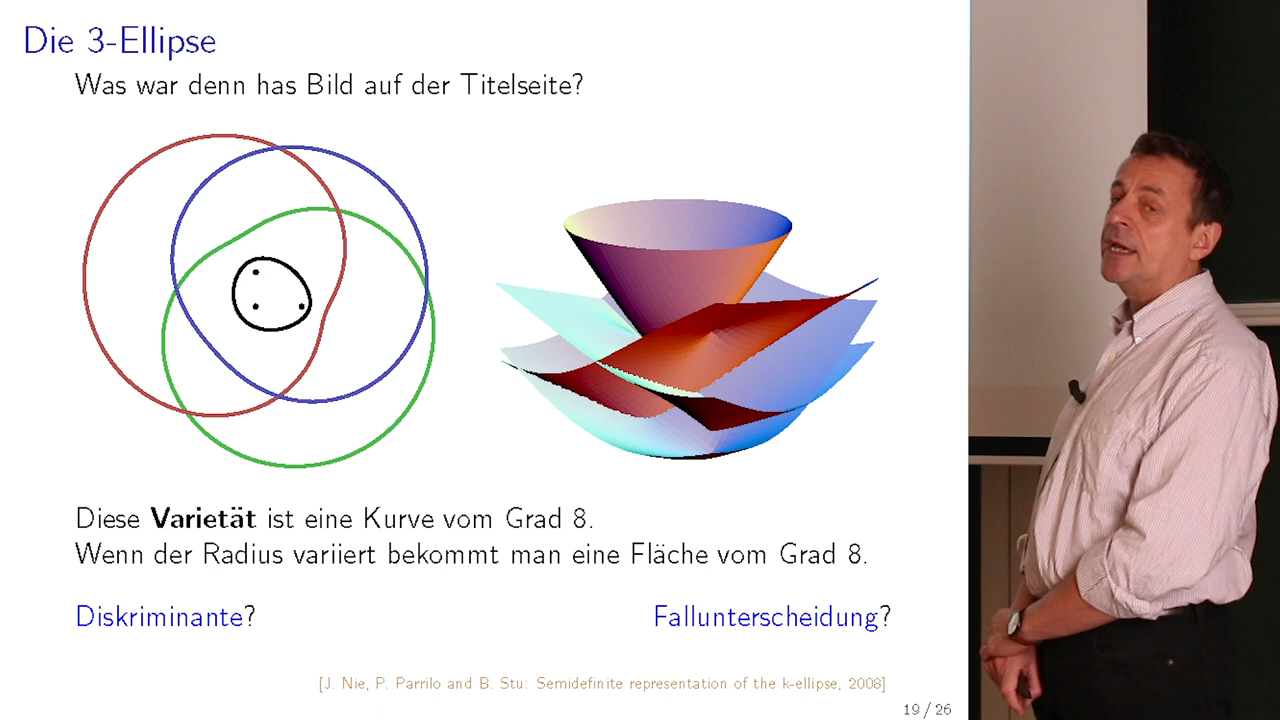 Die 3-Ellipse
Was war denn has Bild auf der Titelseite?
Diese Varietät ist eine Kurve vom Grad 8.
Wenn der Radius variiert bekommt man eine Fläche vom Grad 8.
Diskriminante? Fallunterscheidung?
[J. Nie, P. Parrilo and B. Stu: Semidefinite representation of the k-ellipse, 2008]
19 / 26